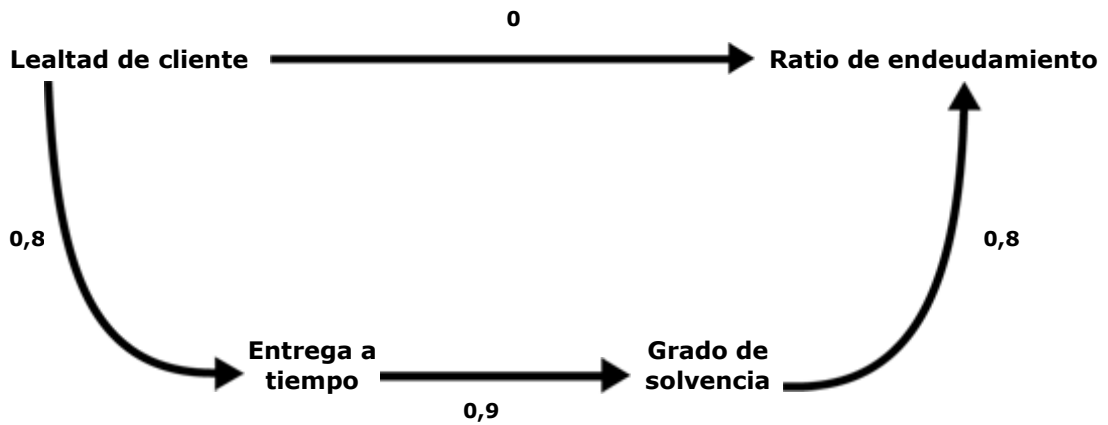 0
Lealtad de cliente
Ratio de endeudamiento
0,8
0,8
Entrega a
tiempo
Grado de
solvencia
0,9